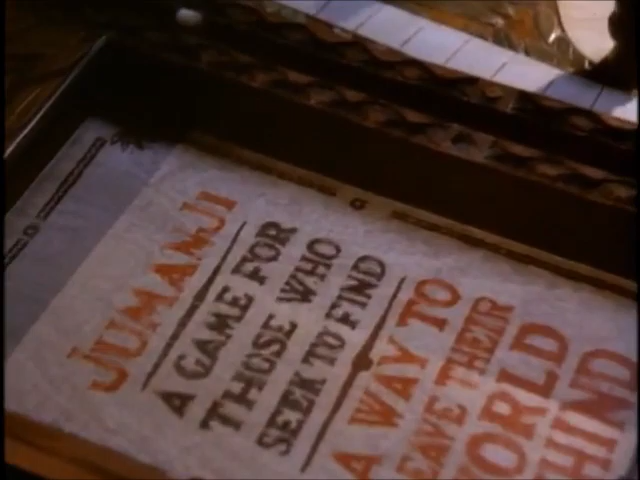 JUMANJI
A GAME FOR
THOSE WHO
SEEK TO FIND
A WAY TO
EAVE THEIR
ORLD
HIND